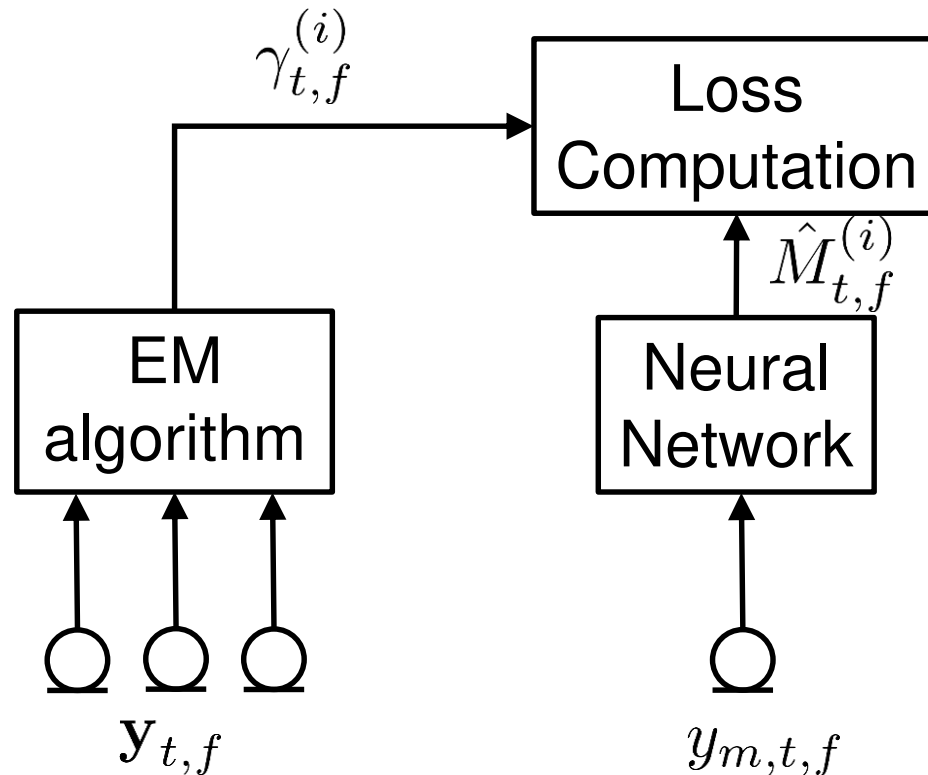 γ_{t,f}^{(i)}
Loss
Computation
\hat{M}_{t,f}^{(i)}
EM
algorithm
Neural
Network
𝐲_{t,f}
y_{m,t,f}